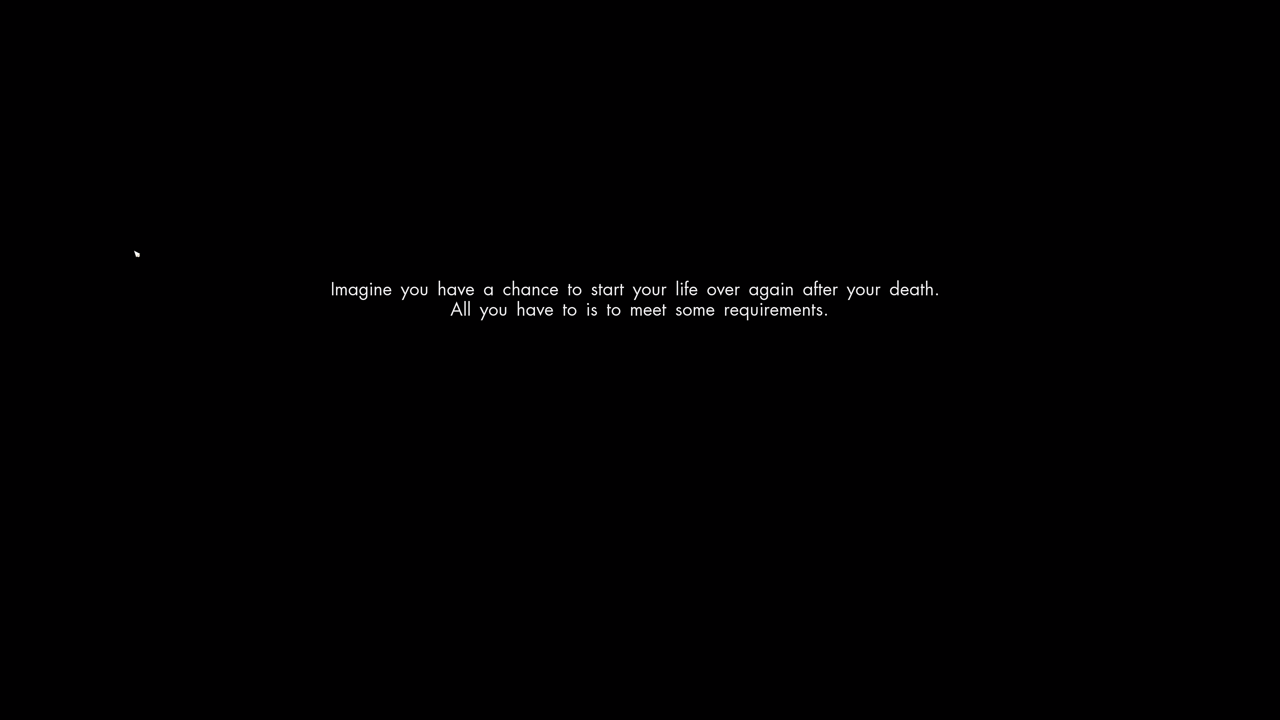 Imagine you have a chance to start your life over again after your death.
All you have to is to meet some requirements.